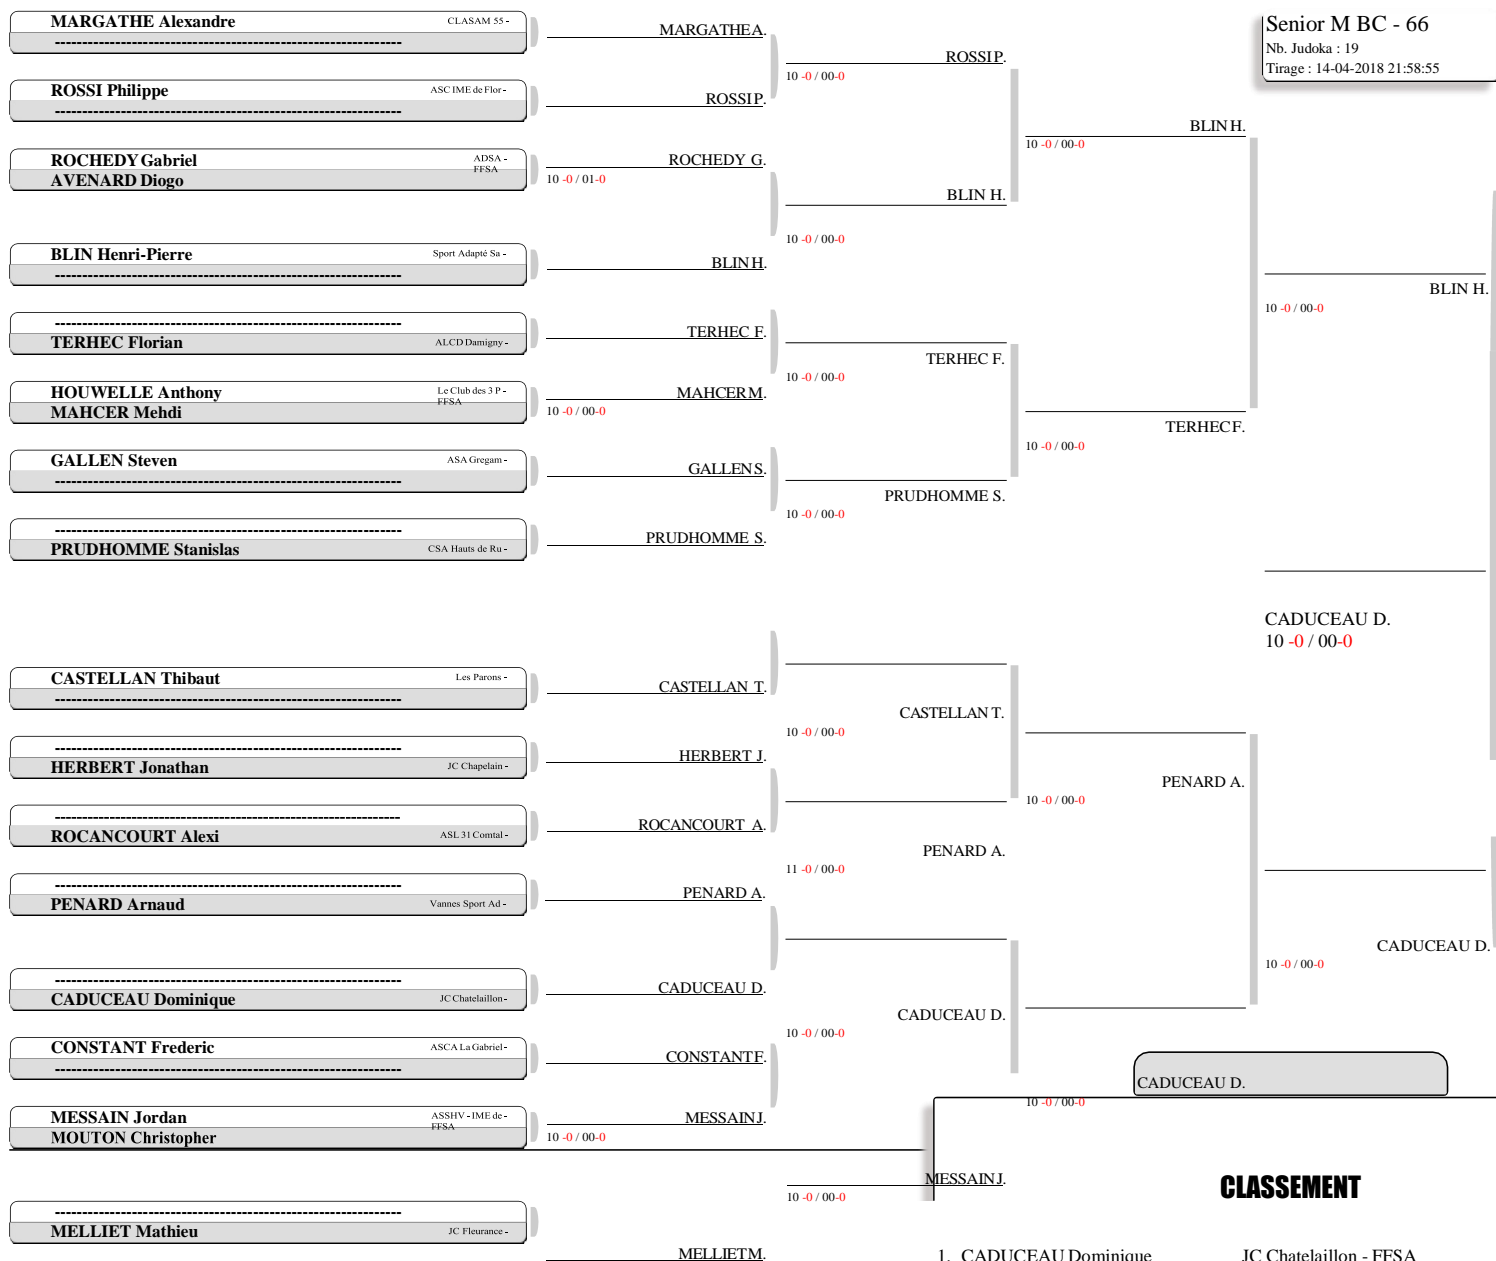 MARGATHE Alexandre CLASAM 55 -
----------------------------------------------------------------
ROSSI Philippe ASC IME de Flor -
----------------------------------------------------------------
ROCHEDY Gabriel ADSA -
FFSA
AVENARD Diogo
BLIN Henri-Pierre Sport Adapté Sa -
----------------------------------------------------------------
----------------------------------------------------------------
TERHEC Florian ALCD Damigny -
HOUWELLE Anthony Le Club des 3 P -
FFSA
MAHCER Mehdi
GALLEN Steven ASA Gregam -
----------------------------------------------------------------
----------------------------------------------------------------
PRUDHOMME Stanislas CSA Hauts de Ru -
CASTELLAN Thibaut Les Parons -
----------------------------------------------------------------
----------------------------------------------------------------
HERBERT Jonathan JC Chapelain -
----------------------------------------------------------------
ROCANCOURT Alexi ASL 31 Comtal -
----------------------------------------------------------------
PENARD Arnaud Vannes Sport Ad -
----------------------------------------------------------------
CADUCEAU Dominique JC Chatelaillon -
CONSTANT Frederic ASCA La Gabriel -
----------------------------------------------------------------
MESSAIN Jordan ASSHV - IME de -
FFSA
MOUTON Christopher
----------------------------------------------------------------
MELLIET Mathieu JC Fleurance -
MARGATHE A.
ROSSI P.
ROCHEDY G.
10 -0 / 01-0
BLIN H.
TERHEC F.
MAHCER M.
10 -0 / 00-0
GALLEN S.
PRUDHOMME S.
CASTELLAN T.
HERBERT J.
ROCANCOURT A.
PENARD A.
CADUCEAU D.
CONSTANT F.
MESSAIN J.
10 -0 / 00-0
MELLIET M.
ROSSI P.
10 -0 / 00-0
BLIN H.
10 -0 / 00-0
TERHEC F.
10 -0 / 00-0
PRUDHOMME S.
10 -0 / 00-0
CASTELLAN T.
10 -0 / 00-0
PENARD A.
11 -0 / 00-0
CADUCEAU D.
10 -0 / 00-0
MESSAIN J.
10 -0 / 00-0
BLIN H.
10 -0 / 00-0
TERHEC F.
10 -0 / 00-0
PENARD A.
10 -0 / 00-0
CADUCEAU D.
10 -0 / 00-0
Senior M BC - 66
Nb. Judoka : 19
Tirage : 14-04-2018 21:58:55
BLIN H.
10 -0 / 00-0
CADUCEAU D.
10 -0 / 00-0
CADUCEAU D.
10 -0 / 00-0
CLASSEMENT
1. CADUCEAU Dominique JC Chatelaillon - FFSA